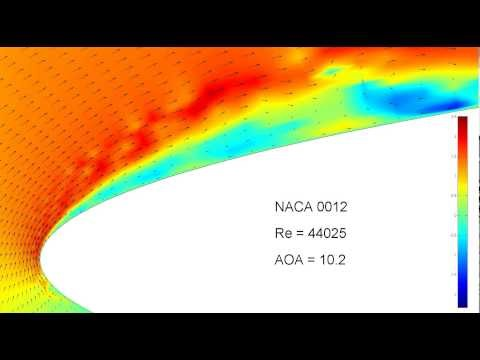 NACA 0012
Re = 44025
AOA = 10.2